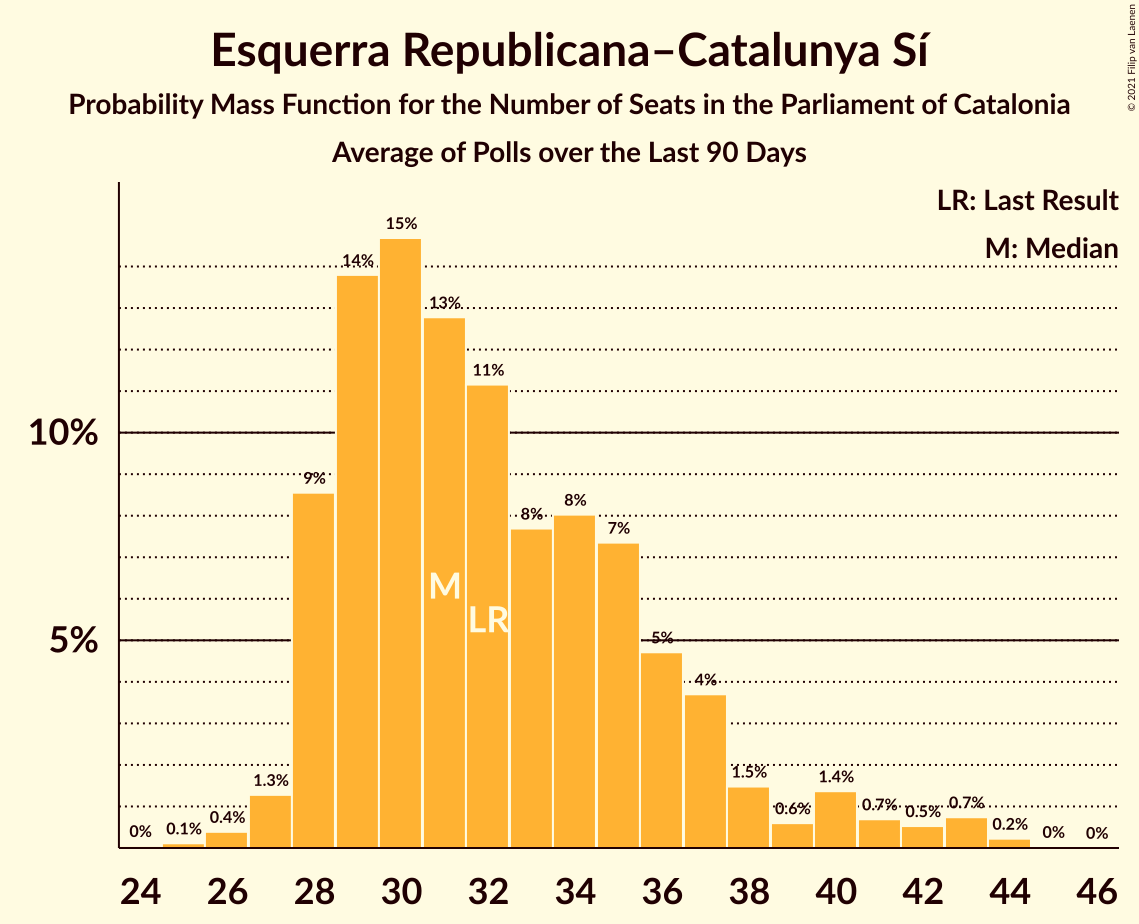 Esquerra Republicana–Catalunya Sí
Probability Mass Function for the Number of Seats in the Parliament of Catalonia
Average of Polls over the Last 90 Days
© 2021 Filip van Laenen
LR: Last Result
M: Median
10%
5%
0%
0.1%
0.4%
1.3%
9%
14%
15%
13%
11%
8%
8%
7%
5%
4%
1.5%
0.6%
1.4%
0.7%
0.5%
0.7%
0.2%
0%
0%
M
LR
24 26 28 30 32 34 36 38 40 42 44 46